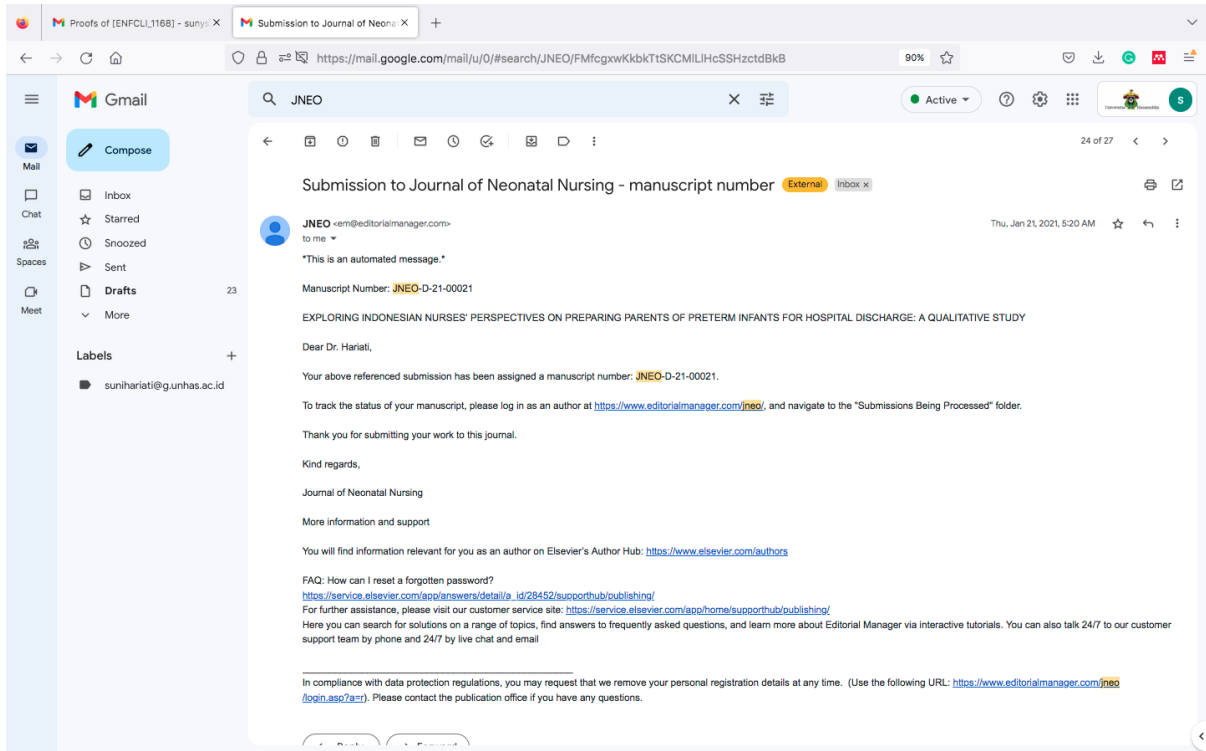 Proofs of [ENFCLI_1168] - sunys
Submission to Journal of Neona
https://mail.google.com/mail/u/0/#search/JNEO/FMfcgxwKkbkTtSKCMlLlHcSSHzctdBkB
90%
Gmail
JNEO
Active
S
Compose
24 of 27
Mail
Chat
Spaces
Meet
Inbox
Starred
Snoozed
Sent
Drafts 23
More
Labels
sunihariati@g.unhas.ac.id
Submission to Journal of Neonatal Nursing - manuscript number External Inbox x
JNEO <em@editorialmanager.com> Thu, Jan 21, 2021, 5:20 AM
to me
*This is an automated message.*
Manuscript Number: JNEO-D-21-00021
EXPLORING INDONESIAN NURSES' PERSPECTIVES ON PREPARING PARENTS OF PRETERM INFANTS FOR HOSPITAL DISCHARGE: A QUALITATIVE STUDY
Dear Dr. Hariati,
Your above referenced submission has been assigned a manuscript number: JNEO-D-21-00021.
To track the status of your manuscript, please log in as an author at https://www.editorialmanager.com/jneo/, and navigate to the "Submissions Being Processed" folder.
Thank you for submitting your work to this journal.
Kind regards,
Journal of Neonatal Nursing
More information and support
You will find information relevant for you as an author on Elsevier's Author Hub: https://www.elsevier.com/authors
FAQ: How can I reset a forgotten password?
https://service.elsevier.com/app/answers/detail/a_id/28452/supporthub/publishing/
For further assistance, please visit our customer service site: https://service.elsevier.com/app/home/supporthub/publishing/
Here you can search for solutions on a range of topics, find answers to frequently asked questions, and learn more about Editorial Manager via interactive tutorials. You can also talk 24/7 to our customer
support team by phone and 24/7 by live chat and email
In compliance with data protection regulations, you may request that we remove your personal registration details at any time. (Use the following URL: https://www.editorialmanager.com/jneo
/login.asp?a=r). Please contact the publication office if you have any questions.